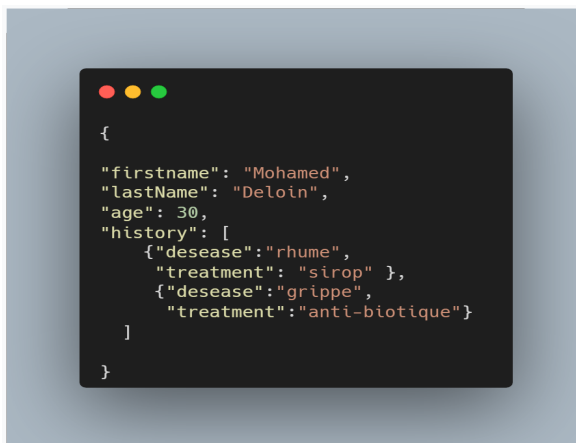 {
"firstname": "Mohamed",
"lastName": "Deloin",
"age": 30,
"history": [
{"desease":"rhume",
"treatment": "sirop" },
{"desease":"grippe",
"treatment":"anti-biotique"}
]
}